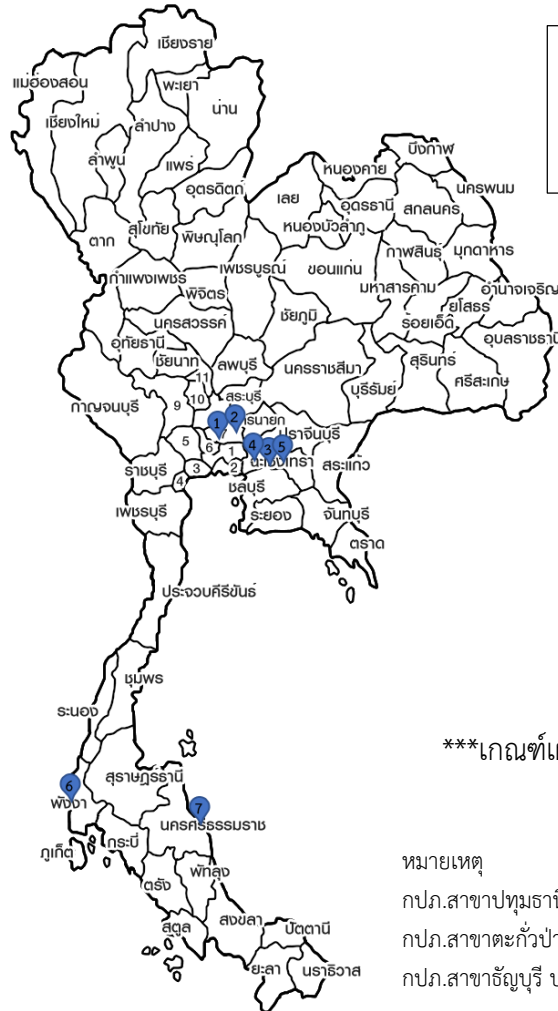 เชียงราย
แม่ฮ่องสอน
พะเยา
น่าน
เชียงใหม่
ลำปาง
ลำพูน
แพร่
อุตรดิตถ์
บึงกาฬ
หนองคาย
เลย
อุดรธานี
นครพนม
สกลนคร
หนองบัวลำภู
ตาก
สุโขทัย
พิษณุโลก
กาฬสินธุ์
มุกดาหาร
กำแพงเพชร
เพชรบูรณ์
ขอนแก่น
พิจิตร
มหาสารคาม
อำนาจเจริญ
ยโสธร
ร้อยเอ็ด
ชัยภูมิ
นครสวรรค์
อุทัยธานี
ชัยนาท
ลพบุรี
นครราชสีมา
บุรีรัมย์
สุรินทร์
ศรีสะเกษ
อุบลราชธานี
11
10
9
สระบุรี
กาญจนบุรี
1
2
ปราจีนบุรี
5
6
1
4
3
5
สระแก้ว
3
2
4
ราชบุรี
ชลบุรี
เพชรบุรี
ระยอง
จันทบุรี
ตราด
ประจวบคีรีขันธ์
ชุมพร
ระนอง
สุราษฎร์ธานี
6
พังงา
7
นครศรีธรรมราช
ภูเก็ต
กระบี่
ตรัง
พัทลุง
สตูล
สงขลา
ปัตตานี
ยะลา
นราธิวาส
หมายเหตุ
กปภ.สาขาธัญบุรี